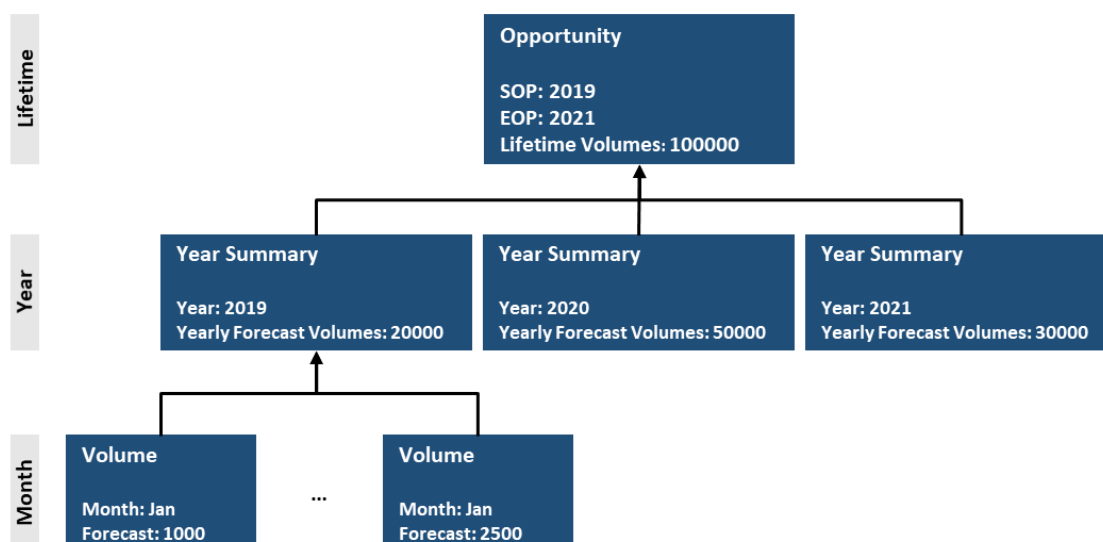 Lifetime
Opportunity
SOP: 2019
EOP: 2021
Lifetime Volumes: 100000
Year
Year Summary
Year: 2019
Yearly Forecast Volumes: 20000
Year Summary
Year: 2020
Yearly Forecast Volumes: 50000
Year Summary
Year: 2021
Yearly Forecast Volumes: 30000
Month
Volume
Month: Jan
Forecast: 1000
...
Volume
Month: Jan
Forecast: 2500